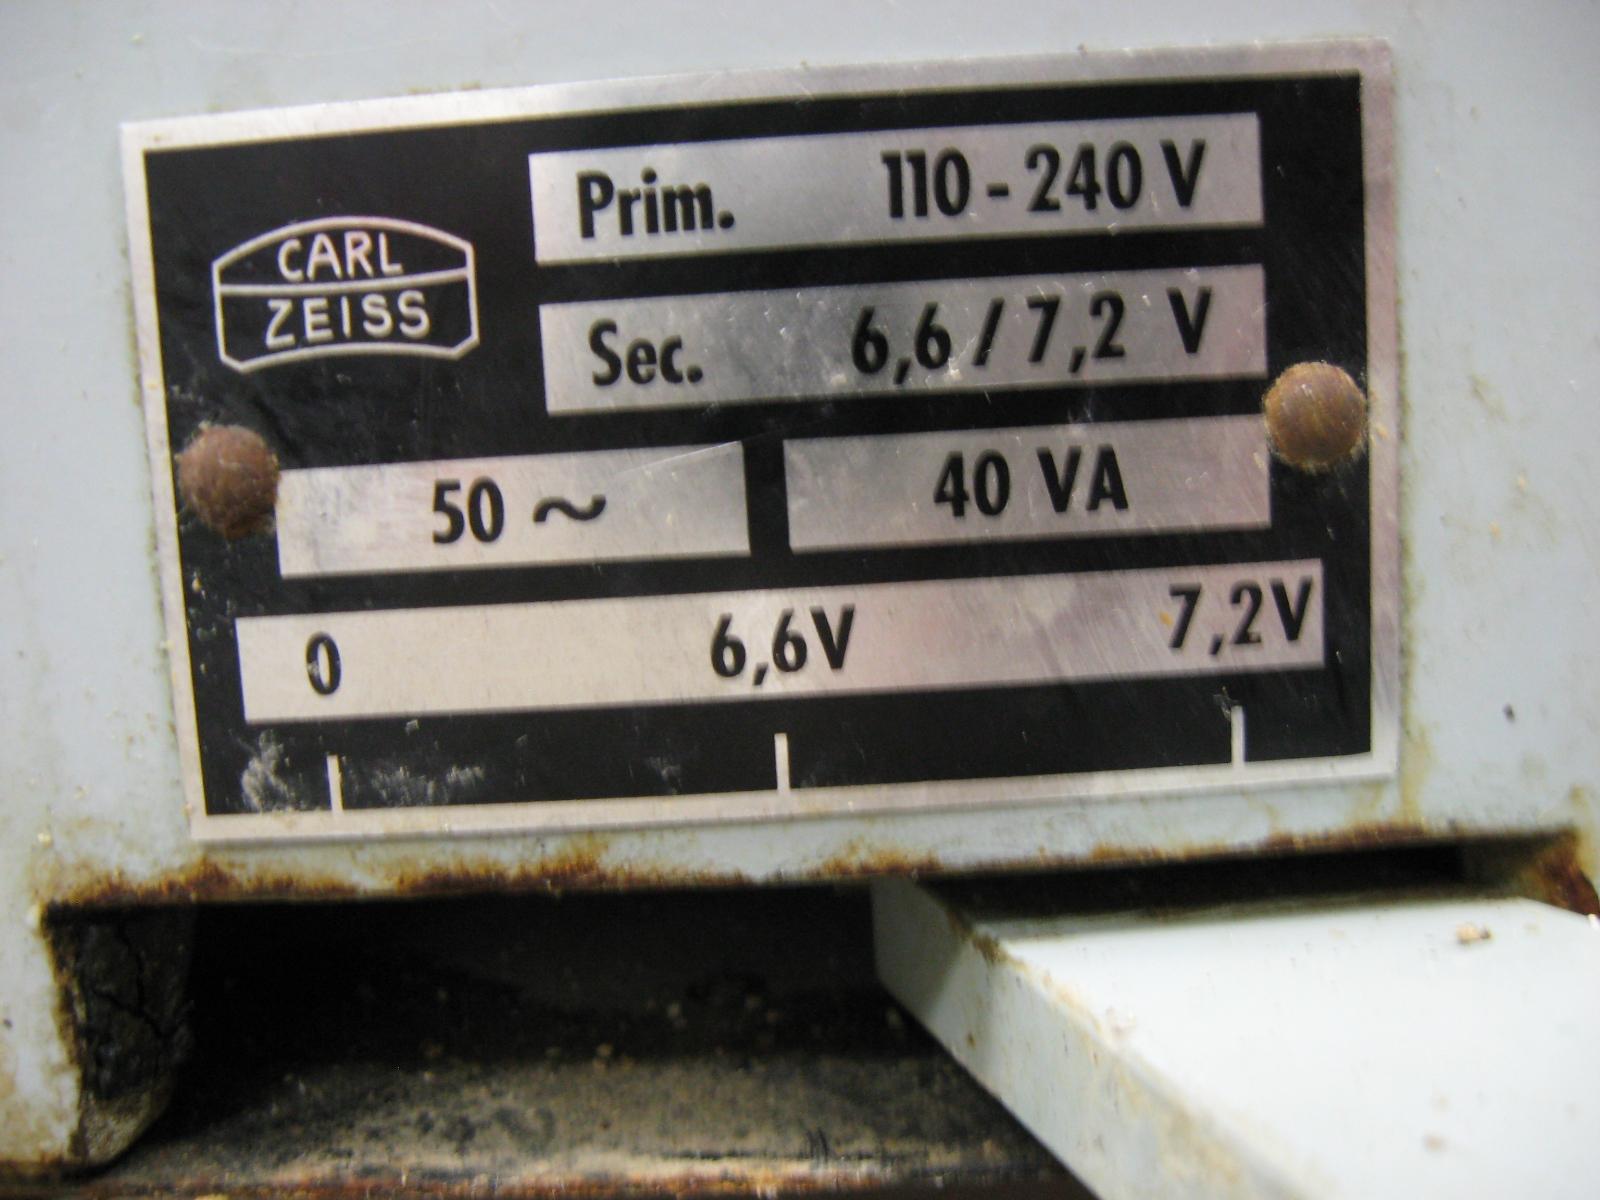 CARL
ZEISS
Prim. 110 - 240 V
Sec. 6,6 / 7,2 V
50 ~ 40 VA
0 6,6V 7,2V